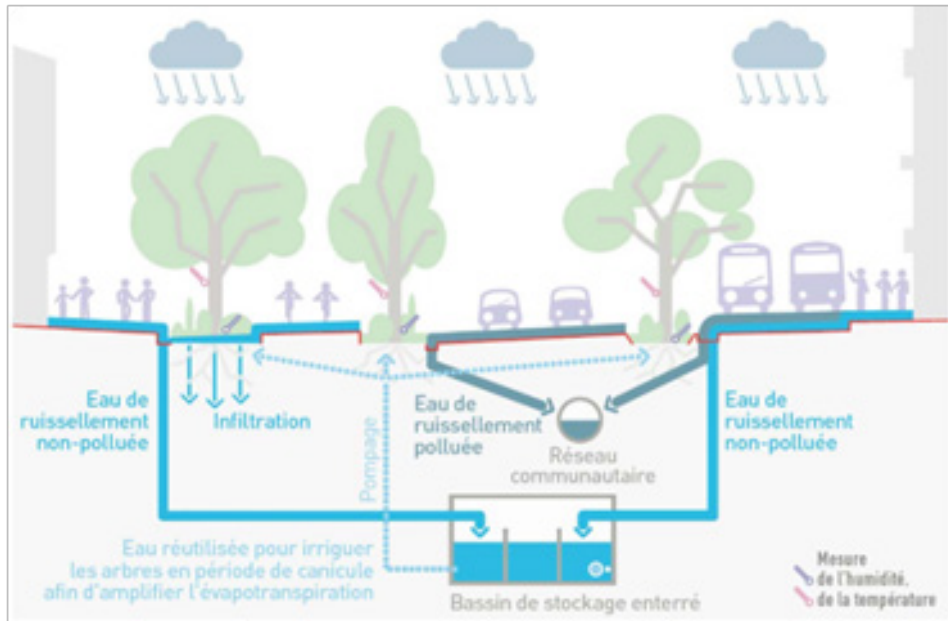 Eau de
ruissellement
non-polluée
Infiltration
Pompage
Eau de
ruissellement
polluée
Réseau
communautaire
Eau de
ruissellement
non-polluée
Eau réutilisée pour irriguer
les arbres en période de canicule
afin d'amplifier l'évapotranspiration
Bassin de stockage enterré
Mesure
de l'humidité.
de la température